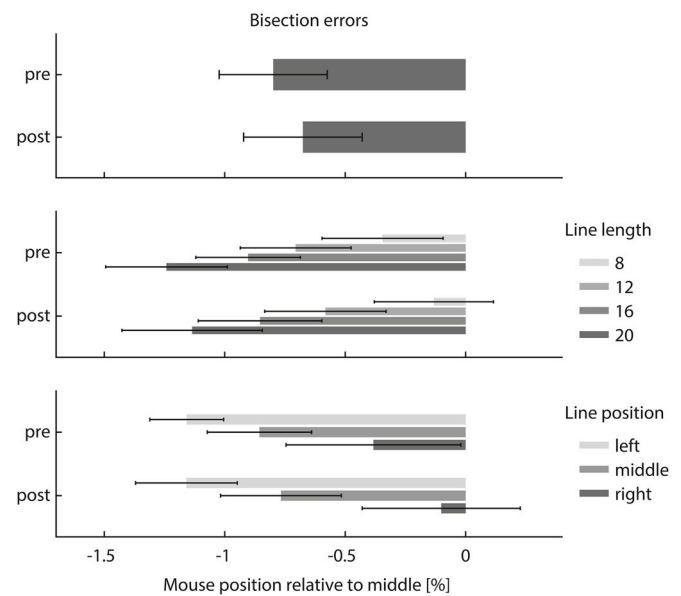 Bisection errors
pre
post
pre
post
Line length
8
12
16
20
pre
post
Line position
left
middle
right
-1.5 -1 -0.5 0
Mouse position relative to middle [%]